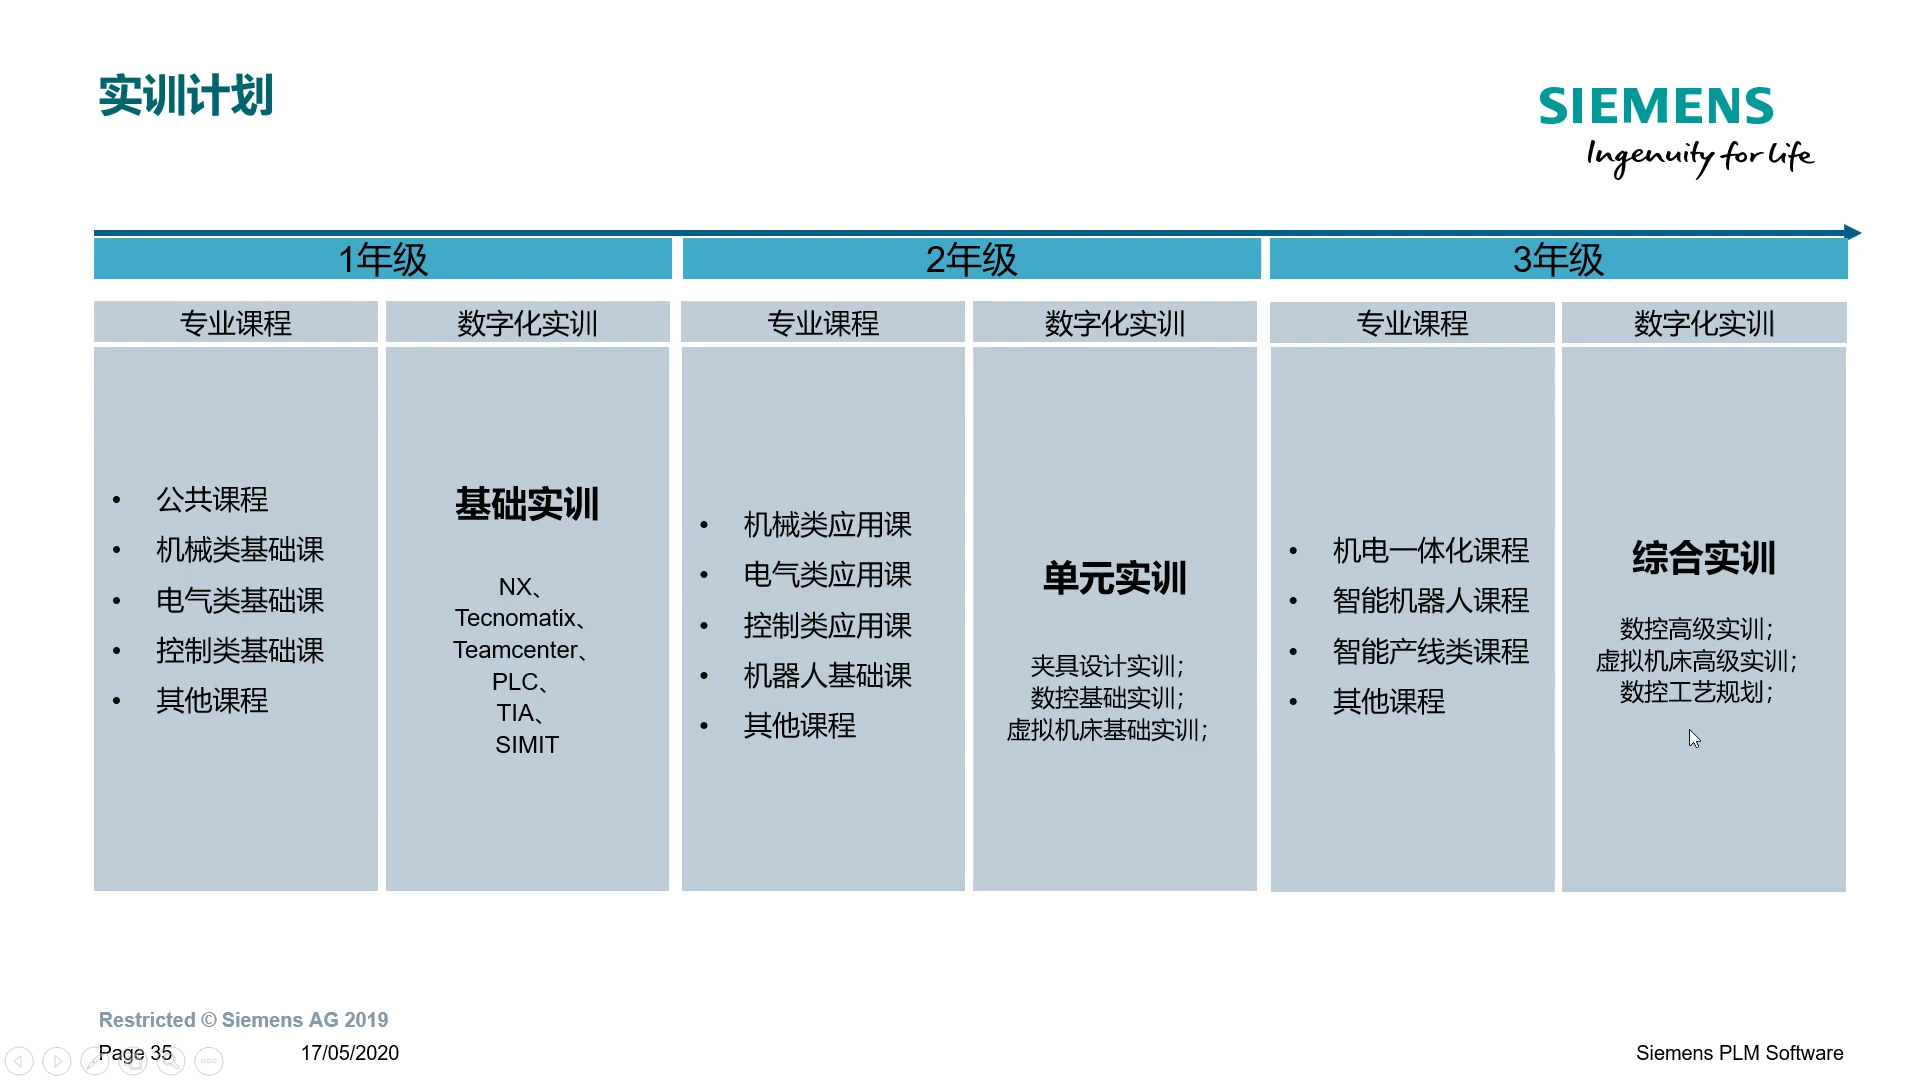 实训计划
SIEMENS
Ingenuity for life
1年级
2年级
3年级
专业课程
数字化实训
专业课程
数字化实训
专业课程
数字化实训
• 公共课程
• 机械类基础课
• 电气类基础课
• 控制类基础课
• 其他课程
基础实训
NX、
Tecnomatix、
Teamcenter、
PLC、
TIA、
SIMIT
• 机械类应用课
• 电气类应用课
• 控制类应用课
• 机器人基础课
• 其他课程
单元实训
夹具设计实训；
数控基础实训；
虚拟机床基础实训；
• 机电一体化课程
• 智能机器人课程
• 智能产线类课程
• 其他课程
综合实训
数控高级实训；
虚拟机床高级实训；
数控工艺规划；
Restricted © Siemens AG 2019
Page 35
17/05/2020
Siemens PLM Software